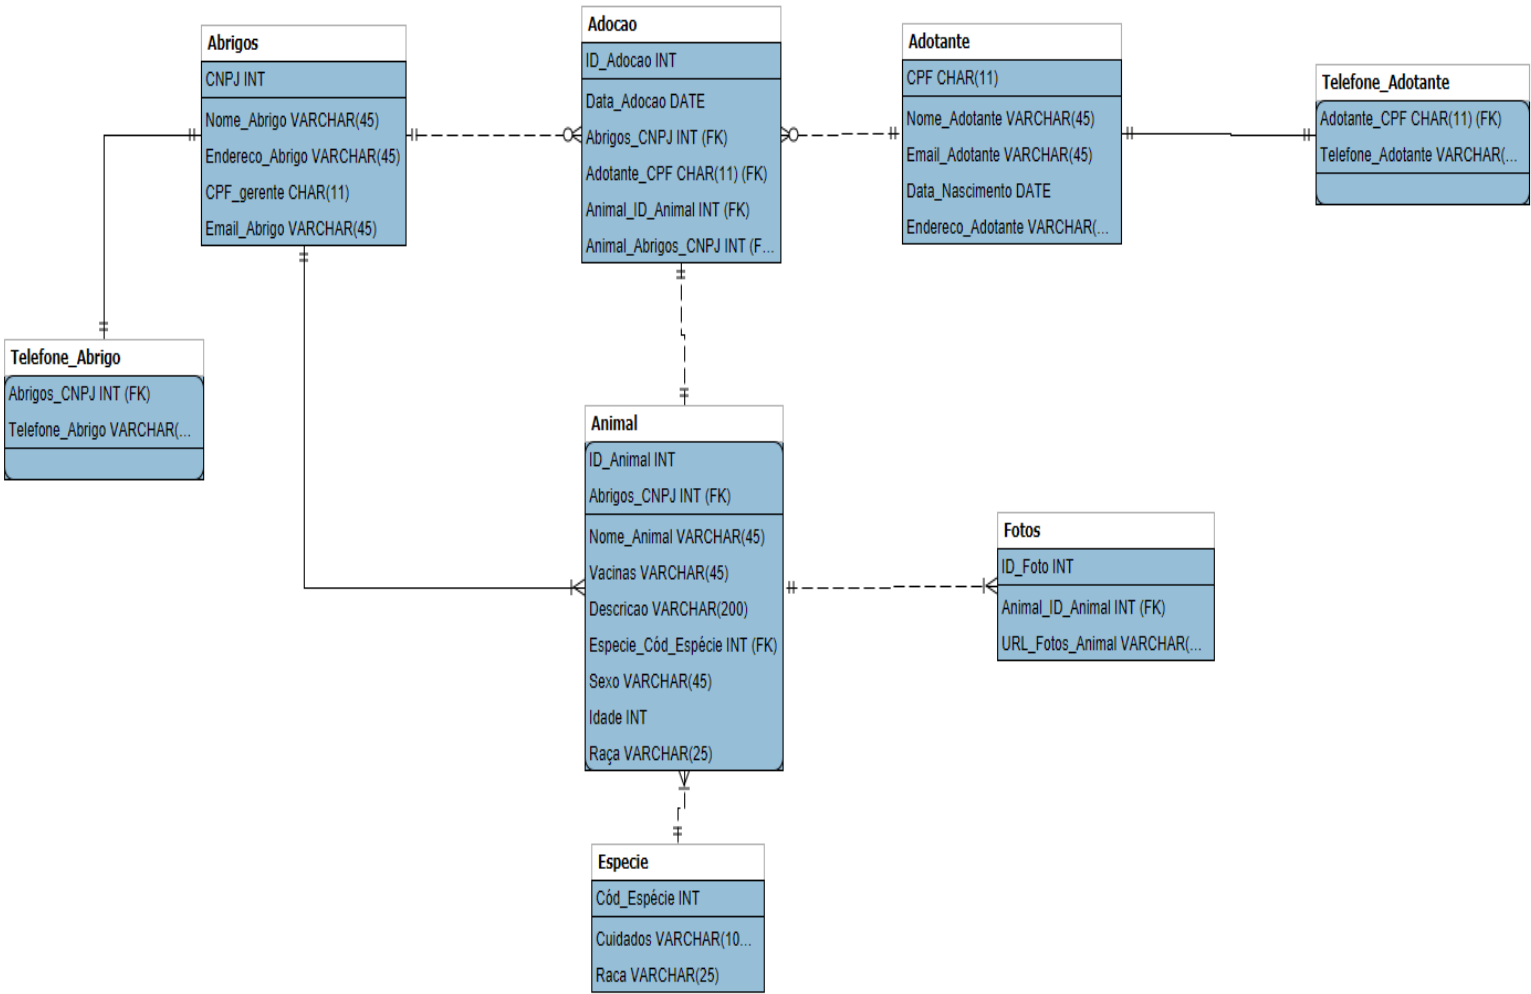 Abrigos
CNPJ INT
Nome_Abrigo VARCHAR(45)
Endereco_Abrigo VARCHAR(45)
CPF_gerente CHAR(11)
Email_Abrigo VARCHAR(45)
Adocao
ID_Adocao INT
Data_Adocao DATE
Abrigos_CNPJ INT (FK)
Adotante_CPF CHAR(11) (FK)
Animal_ID_Animal INT (FK)
Animal_Abrigos_CNPJ INT (F...
Adotante
CPF CHAR(11)
Nome_Adotante VARCHAR(45)
Email_Adotante VARCHAR(45)
Data_Nascimento DATE
Endereco_Adotante VARCHAR(...
Telefone_Adotante
Adotante_CPF CHAR(11) (FK)
Telefone_Adotante VARCHAR(...
Telefone_Abrigo
Abrigos_CNPJ INT (FK)
Telefone_Abrigo VARCHAR(...
Animal
ID_Animal INT
Abrigos_CNPJ INT (FK)
Nome_Animal VARCHAR(45)
Vacinas VARCHAR(45)
Descricao VARCHAR(200)
Especie_Cód_Espécie INT (FK)
Sexo VARCHAR(45)
Idade INT
Raça VARCHAR(25)
Fotos
ID_Foto INT
Animal_ID_Animal INT (FK)
URL_Fotos_Animal VARCHAR(...
Especie
Cód_Espécie INT
Cuidados VARCHAR(10...
Raca VARCHAR(25)